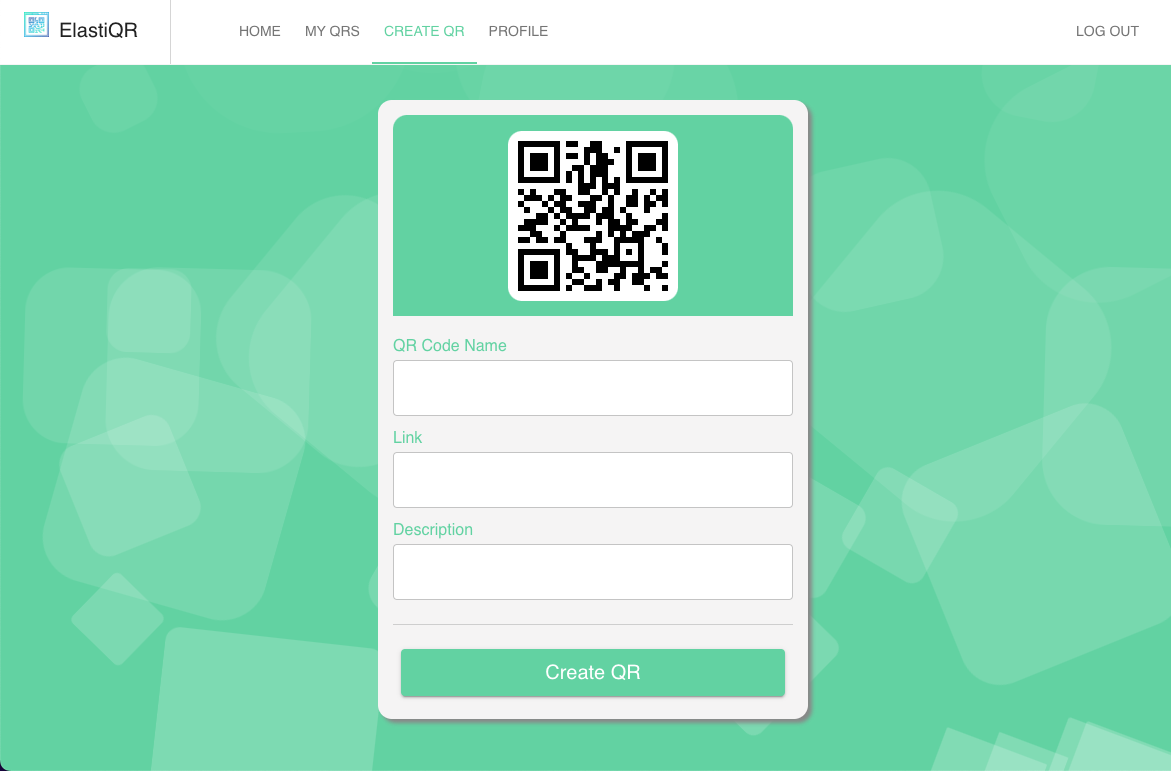 ElastiQR
HOME MY QRS CREATE QR PROFILE LOG OUT
QR Code Name
Link
Description
Create QR